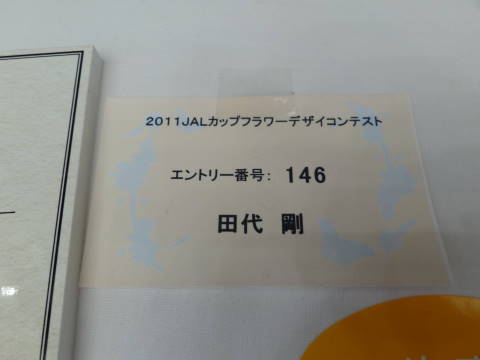 2011JALカップフラワーデザイコンテスト
エントリー番号: 146
田代 剛